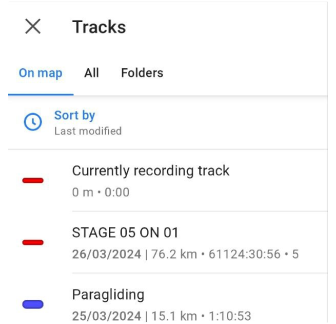 Tracks
On map All Folders
Sort by
Last modified
Currently recording track
0 m • 0:00
STAGE 05 ON 01
26/03/2024 | 76.2 km • 61124:30:56 • 5
Paragliding
25/03/2024 | 15.1 km • 1:10:53